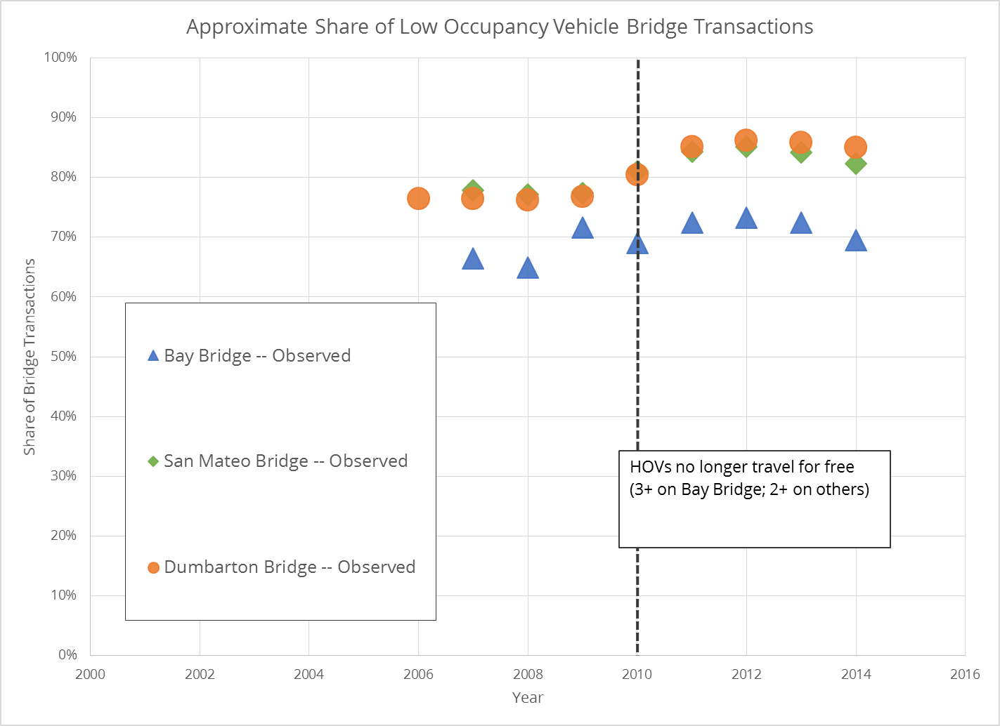 Approximate Share of Low Occupancy Vehicle Bridge Transactions
100%
90%
80%
70%
60%
50%
40%
30%
20%
10%
0%
Share of Bridge Transactions
Bay Bridge -- Observed
San Mateo Bridge -- Observed
Dumbarton Bridge -- Observed
HOVs no longer travel for free
(3+ on Bay Bridge; 2+ on others)
2000 2002 2004 2006 2008 2010 2012 2014 2016
Year